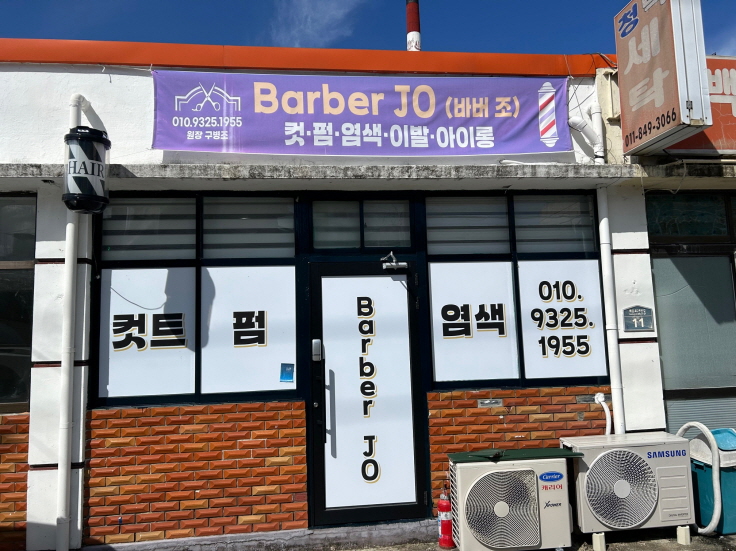 Barber JO (바버 조)
010.9325.1955
원장 구병조
컷·펌·염색·이발·아이롱
HAIR
컷트
펌
Barber JO
염색
010.
9325.
1955
11
세탁
011-849-3066
Carrier
캐리어
SAMSUNG